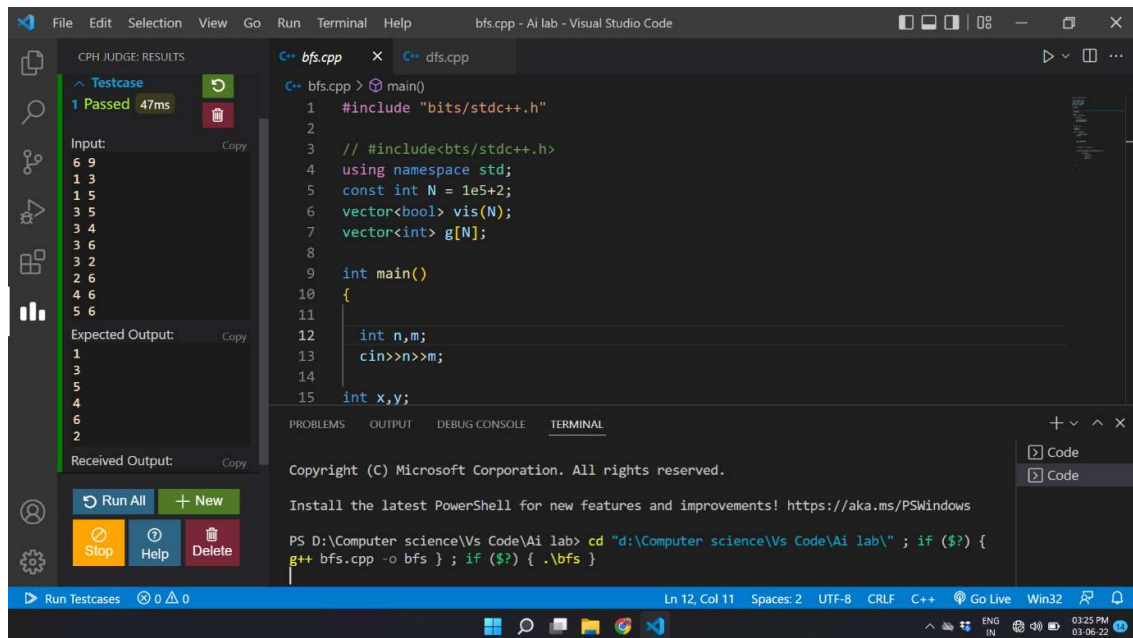 File Edit Selection View Go Run Terminal Help bfs.cpp - Ai lab - Visual Studio Code
CPH JUDGE: RESULTS
Testcase
1 Passed 47ms
Input: Copy
6 9
1 3
1 5
3 5
3 4
3 6
3 2
2 6
4 6
5 6
Expected Output: Copy
1
3
5
4
6
2
Received Output: Copy
Run All + New
Stop Help Delete
C++ bfs.cpp X C++ dfs.cpp
C++ bfs.cpp > main()
1 #include "bits/stdc++.h"
2
3 // #include<bts/stdc++.h>
4 using namespace std;
5 const int N = 1e5+2;
6 vector<bool> vis(N);
7 vector<int> g[N];
8
9 int main()
10 {
11
12 int n,m;
13 cin>>n>>m;
14
15 int x,y;
PROBLEMS OUTPUT DEBUG CONSOLE TERMINAL
Copyright (C) Microsoft Corporation. All rights reserved.
Install the latest PowerShell for new features and improvements! https://aka.ms/PSWindows
PS D:\Computer science\Vs Code\Ai lab> cd "d:\Computer science\Vs Code\Ai lab\" ; if ($?) {
g++ bfs.cpp -o bfs } ; if ($?) { .\bfs }
Code
Code
Run Testcases 0 0 Ln 12, Col 11 Spaces: 2 UTF-8 CRLF C++ Go Live Win32
ENG
IN
03:25 PM
03-06-22
12